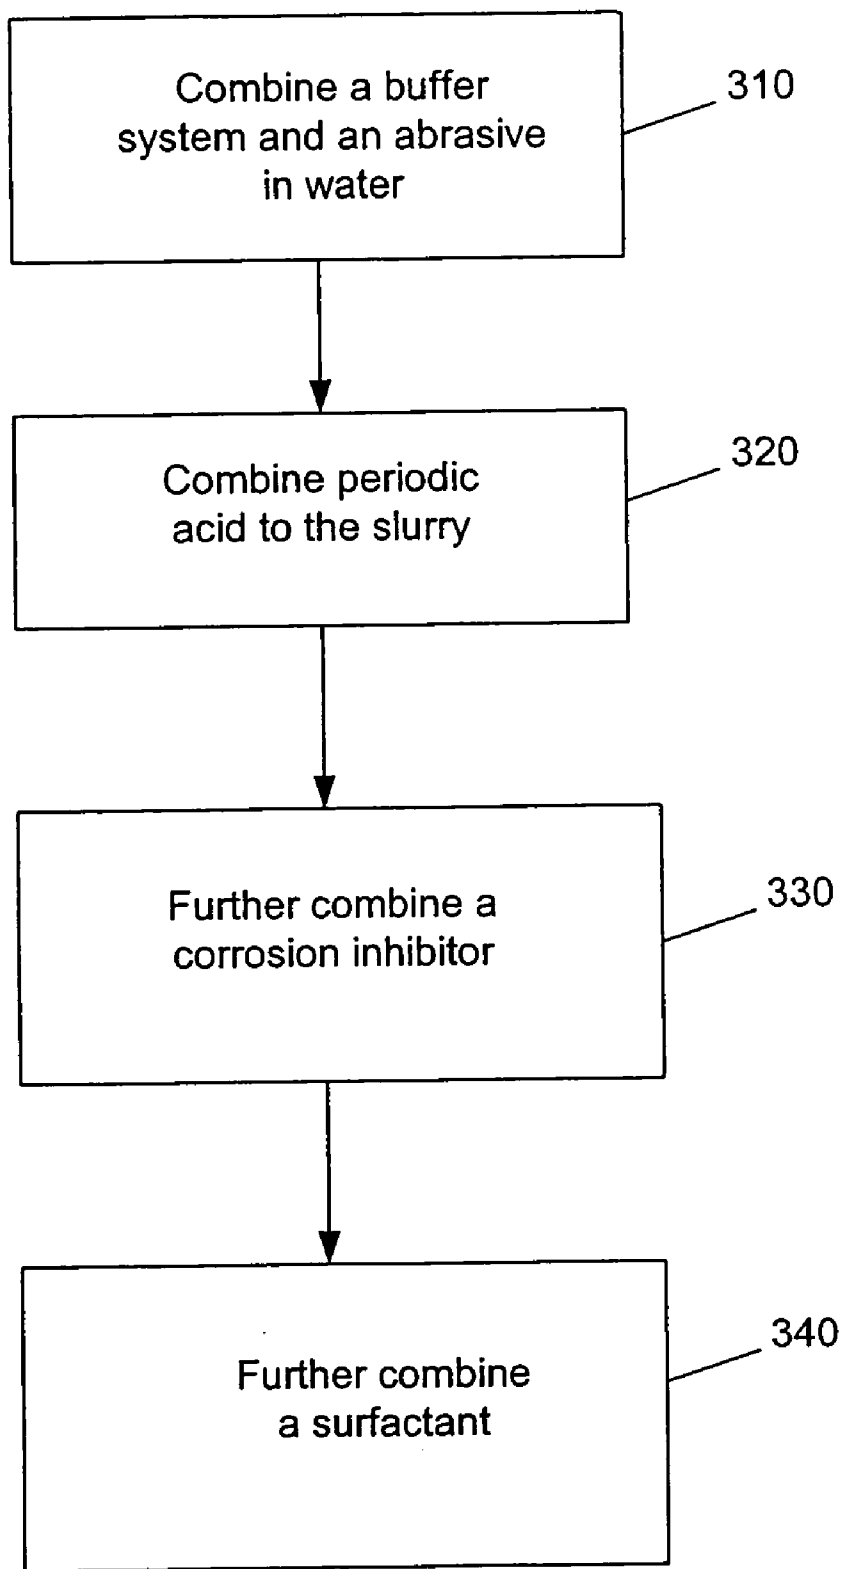 Combine a buffer
system and an abrasive
in water
310
Combine periodic
acid to the slurry
320
Further combine a
corrosion inhibitor
330
Further combine
a surfactant
340